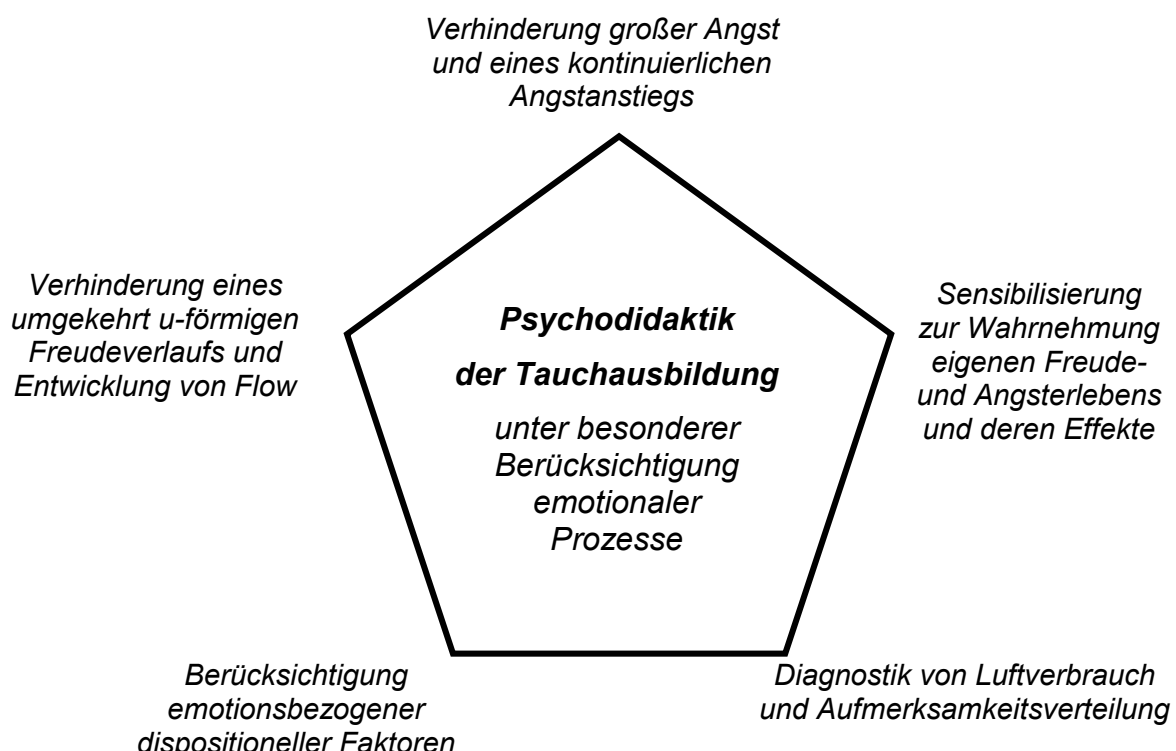 Verhinderung großer Angst
und eines kontinuierlichen
Angstanstiegs
Verhinderung eines
umgekehrt u-förmigen
Freudeverlaufs und
Entwicklung von Flow
Psychodidaktik
der Tauchausbildung
unter besonderer
Berücksichtigung
emotionaler
Prozesse
Sensibilisierung
zur Wahrnehmung
eigenen Freude-
und Angsterlebens
und deren Effekte
Berücksichtigung
emotionsbezogener
dispositioneller Faktoren
Diagnostik von Luftverbrauch
und Aufmerksamkeitsverteilung